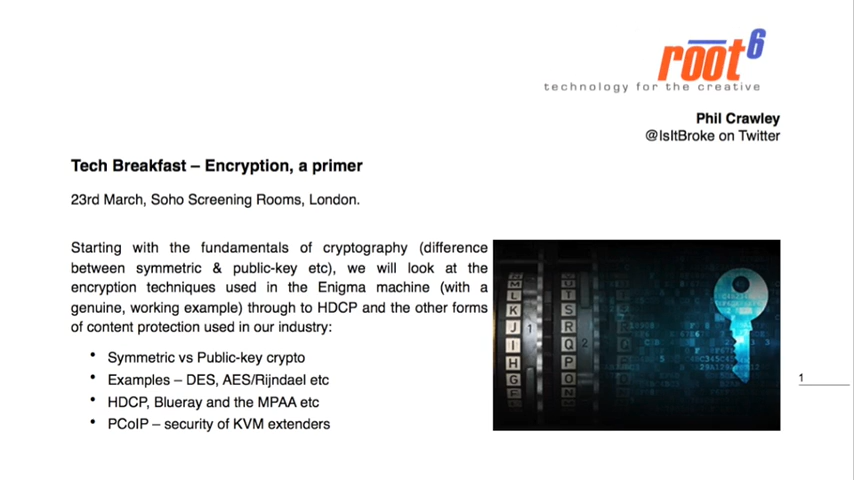 root6
technology for the creative
Phil Crawley
@IsItBroke on Twitter
Tech Breakfast – Encryption, a primer
23rd March, Soho Screening Rooms, London.
Starting with the fundamentals of cryptography (difference
between symmetric & public-key etc), we will look at the
encryption techniques used in the Enigma machine (with a
genuine, working example) through to HDCP and the other forms
of content protection used in our industry:
• Symmetric vs Public-key crypto
• Examples – DES, AES/Rijndael etc
• HDCP, Blueray and the MPAA etc
• PCoIP – security of KVM extenders
M
L
K
J
I
H
G
1
U
T
S
R
Q
P
O
N
2
1